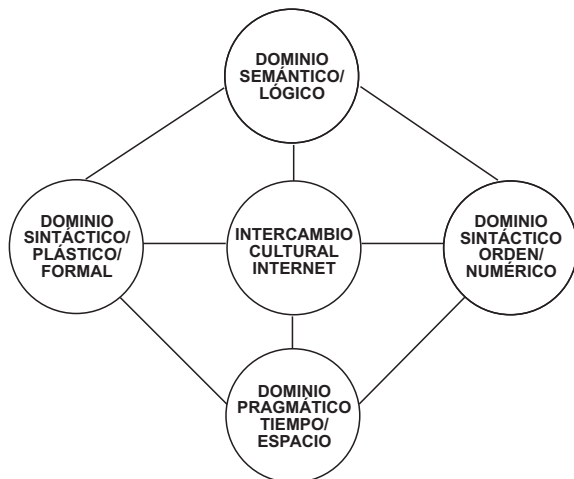 DOMINIO
SEMÁNTICO/
LÓGICO
DOMINIO
SINTÁCTICO/
PLÁSTICO/
FORMAL
INTERCAMBIO
CULTURAL
INTERNET
DOMINIO
SINTÁCTICO
ORDEN/
NUMÉRICO
DOMINIO
PRAGMÁTICO
TIEMPO/
ESPACIO